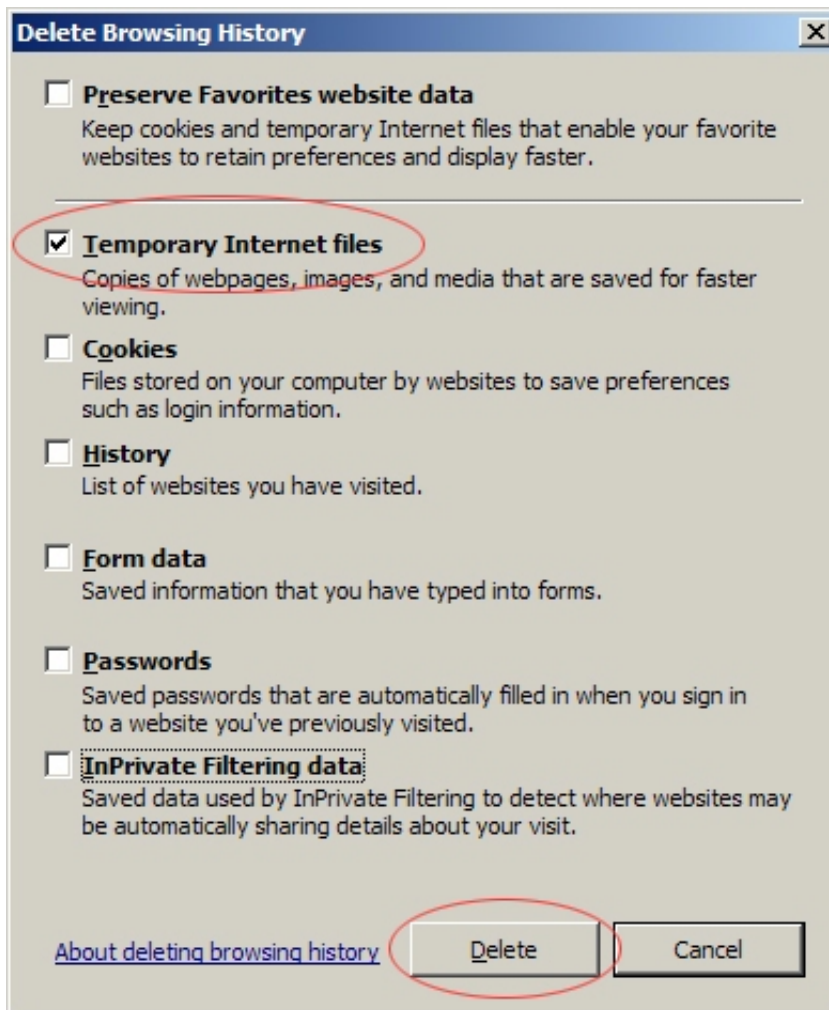 Delete Browsing History
Preserve Favorites website data
Keep cookies and temporary Internet files that enable your favorite
websites to retain preferences and display faster.
Temporary Internet files
Copies of webpages, images, and media that are saved for faster
viewing.
Cookies
Files stored on your computer by websites to save preferences
such as login information.
History
List of websites you have visited.
Form data
Saved information that you have typed into forms.
Passwords
Saved passwords that are automatically filled in when you sign in
to a website you've previously visited.
InPrivate Filtering data
Saved data used by InPrivate Filtering to detect where websites may
be automatically sharing details about your visit.
About deleting browsing history Delete Cancel